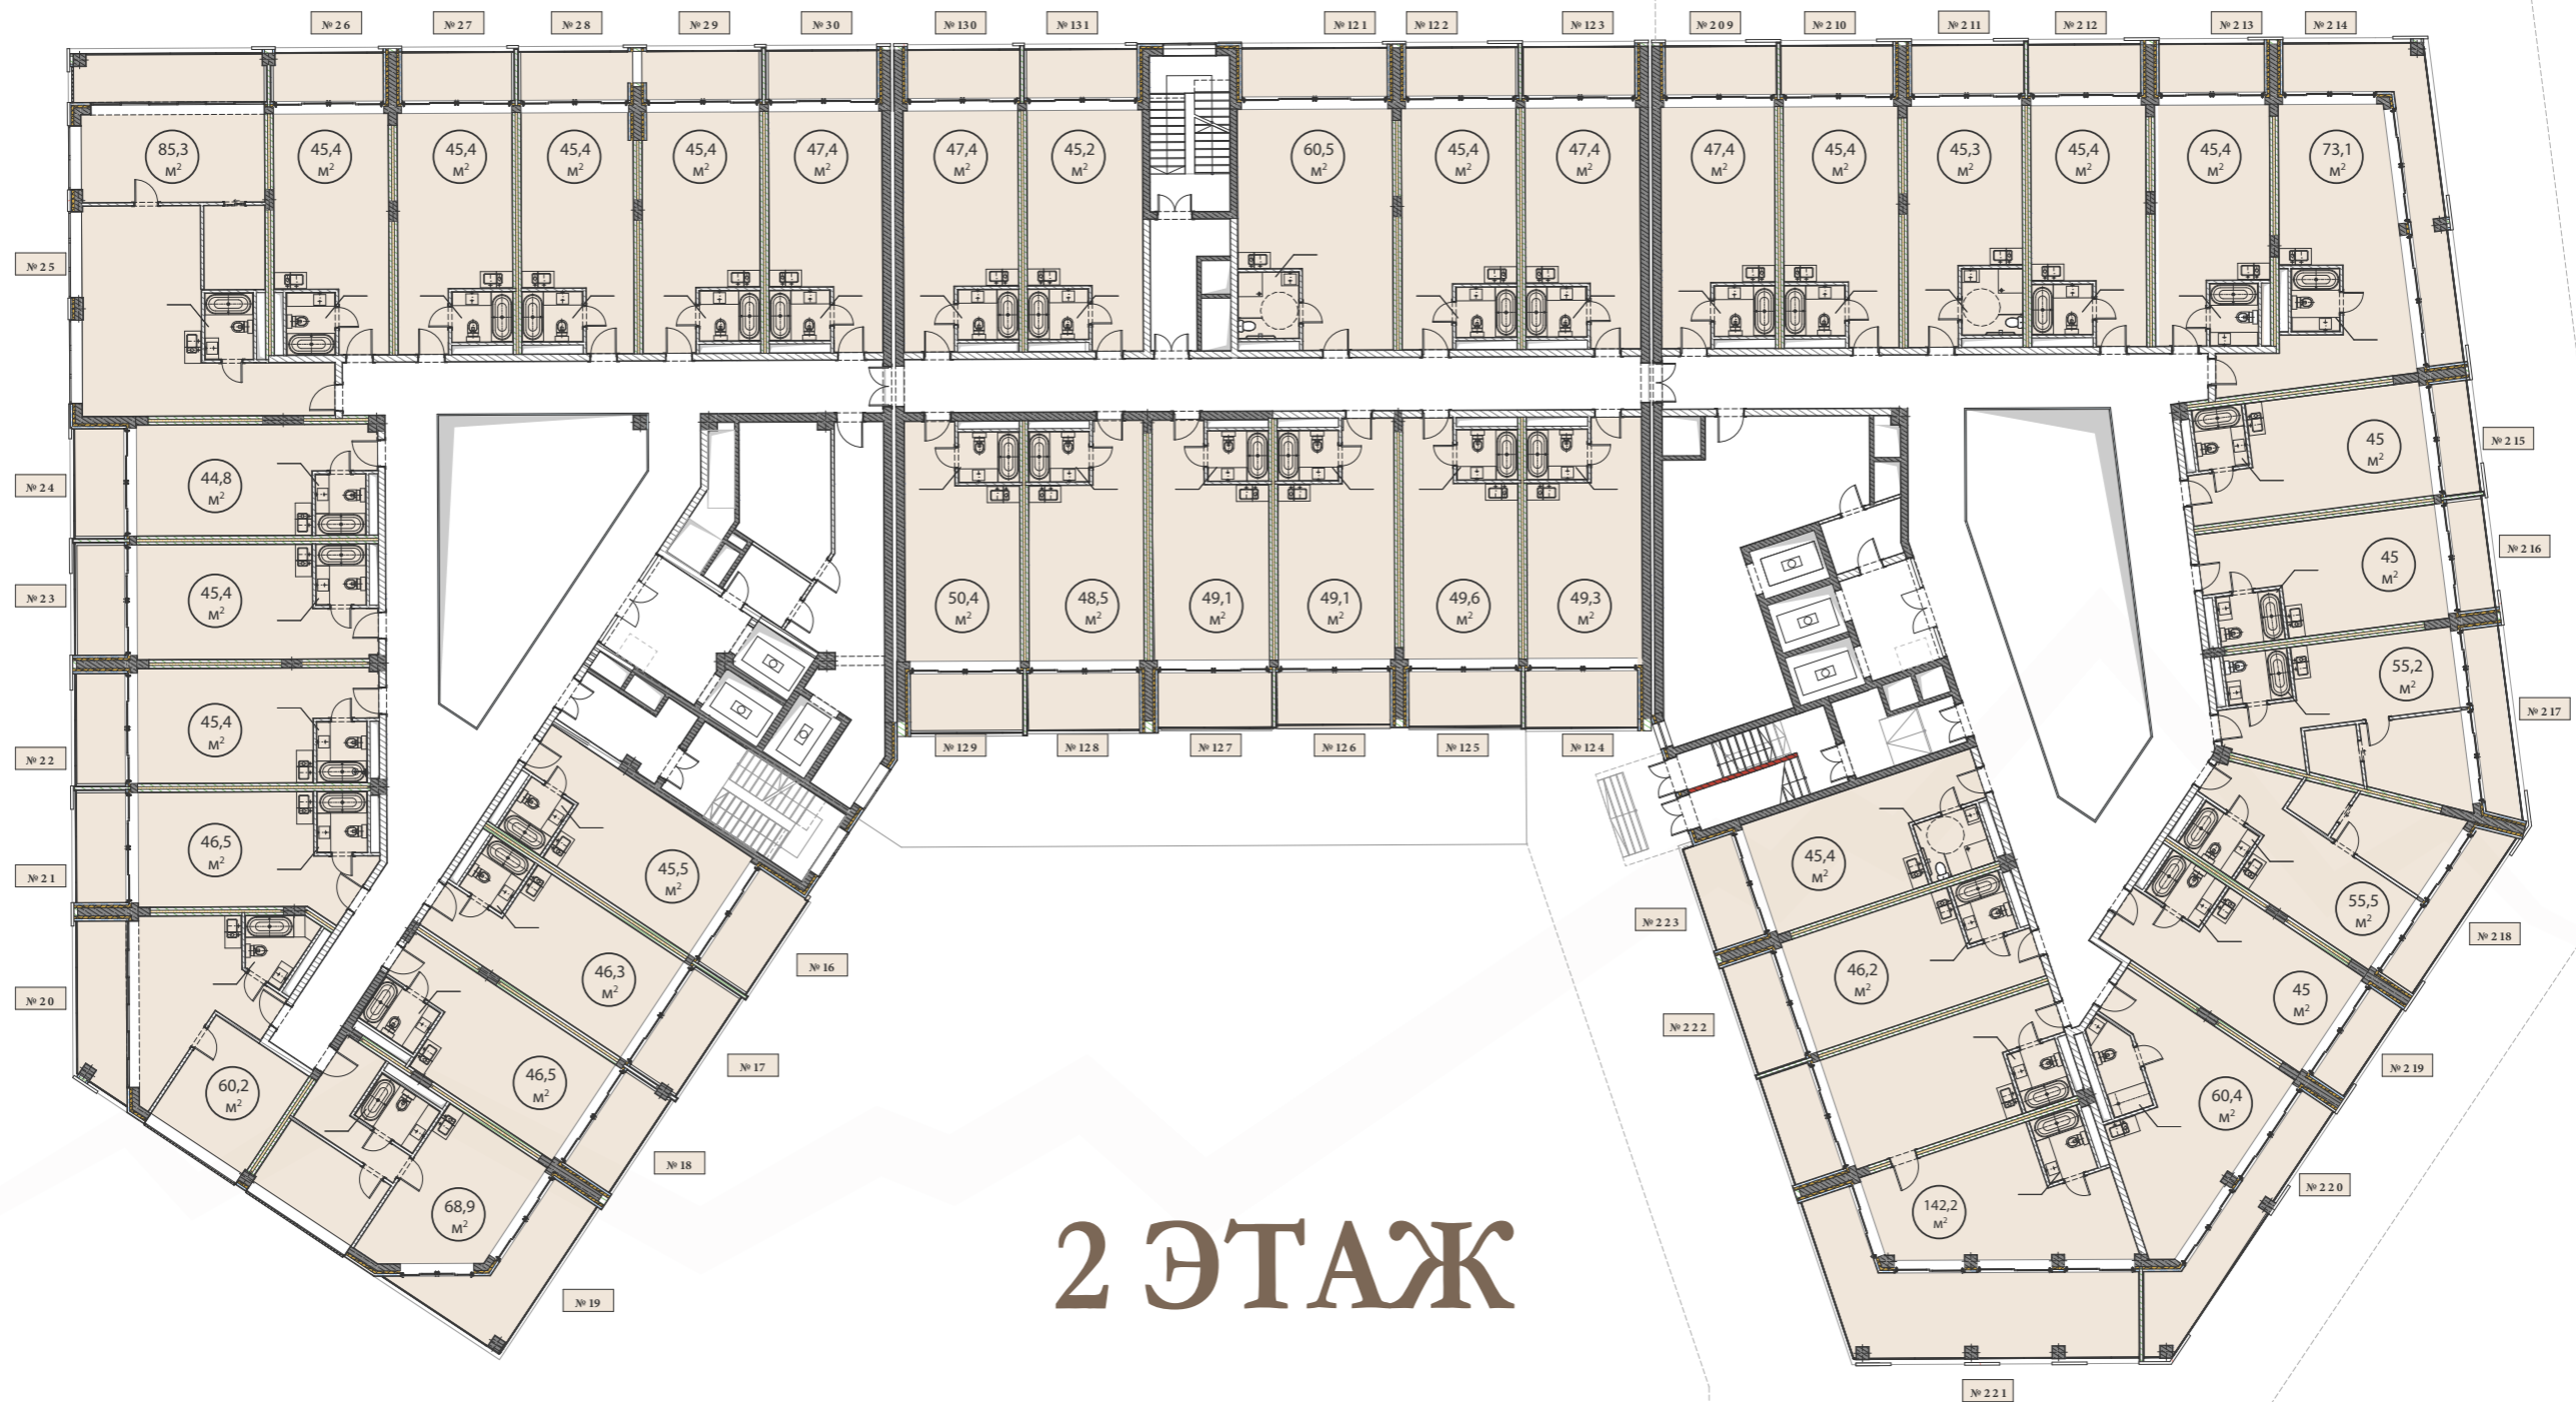 №26 №27 №28 №29 №30 №130 №131 №121 №122 №123 №209 №210 №211 №212 №213 №214
85,3 м² 45,4 м² 45,4 м² 45,4 м² 45,4 м² 47,4 м² 47,4 м² 45,2 м² 60,5 м² 45,4 м² 47,4 м² 47,4 м² 45,4 м² 45,3 м² 45,4 м² 45,4 м² 73,1 м²
№25
№24 44,8 м²
45 м² №215
№23 45,4 м²
45 м² №216
50,4 м² 48,5 м² 49,1 м² 49,1 м² 49,6 м² 49,3 м²
55,2 м² №217
№22 45,4 м²
№129 №128 №127 №126 №125 №124
№21 46,5 м²
45,5 м² №16
№223 45,4 м²
55,5 м² №218
№20 60,2 м²
46,3 м² №17
№222 46,2 м²
45 м² №219
46,5 м² №18
60,4 м² №220
68,9 м² №19
142,2 м²
№221
2 ЭТАЖ